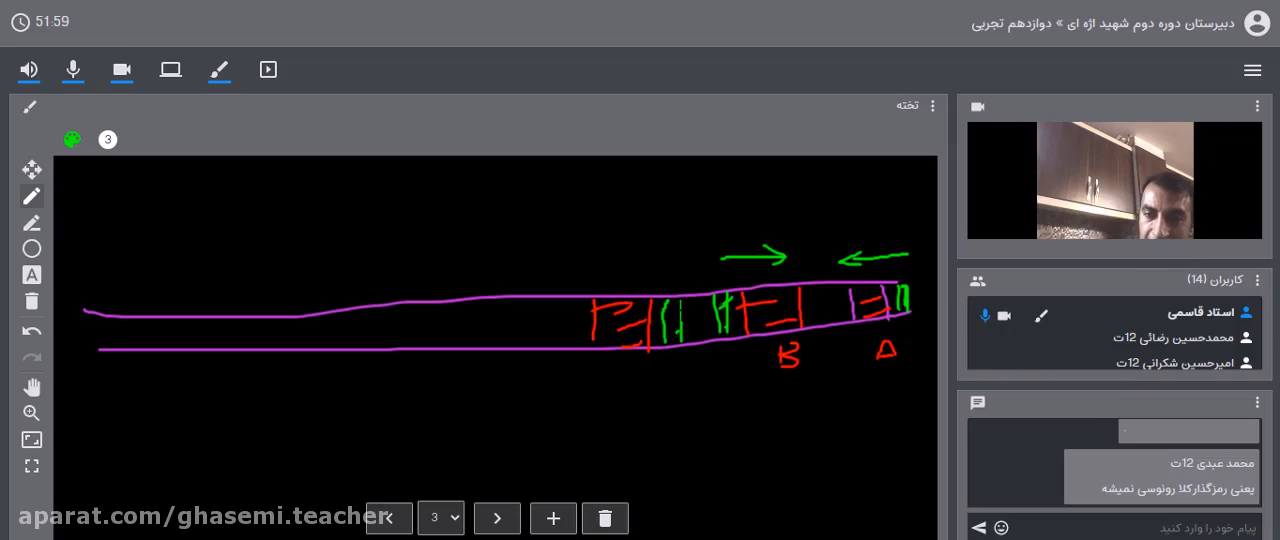 51:59
دبیرستان دوره دوم شهید اژه ای » دوازدهم تجربی
تخته
3
B
A
کاربران (14)
استاد قاسمی
محمدحسین رضائی 12ت
امیرحسین شکرانی 12ت
.
محمد عبدی 12ت
یعنی رمزگذارکلا رونوسی نمیشه
پیام خود را وارد کنید
3
aparat.com/ghasemi.teacher